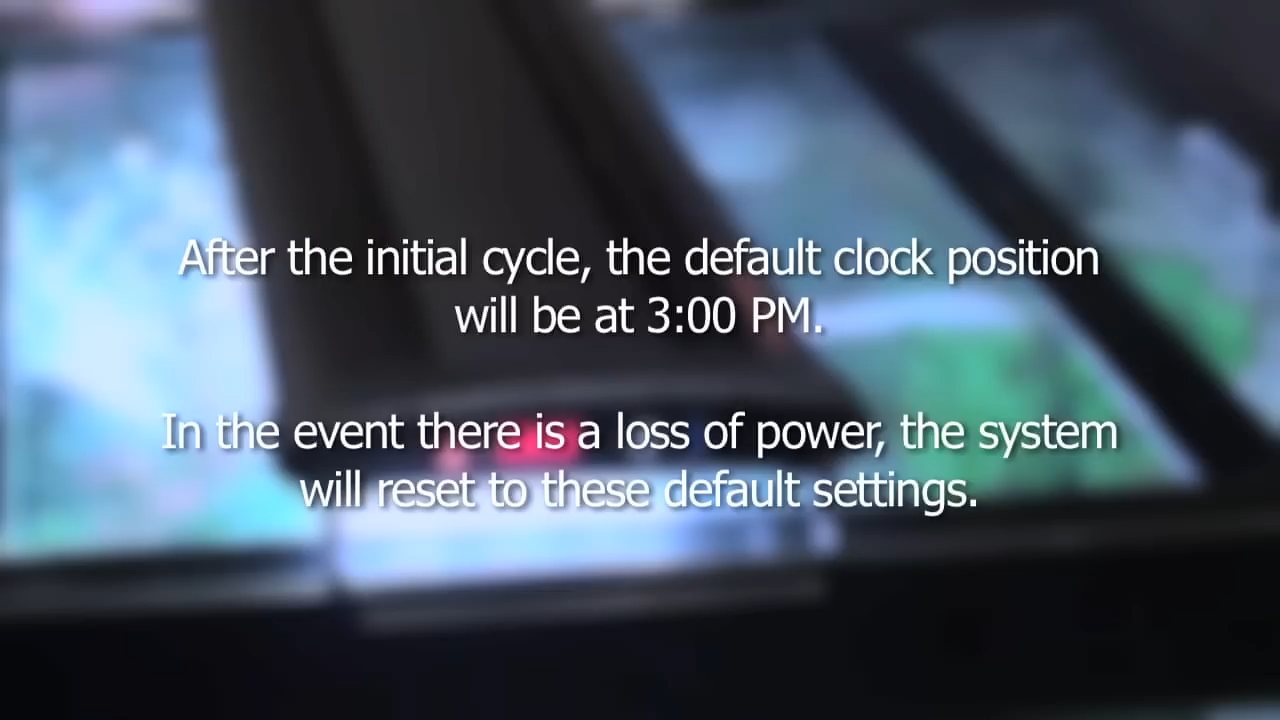 After the initial cycle, the default clock position
will be at 3:00 PM.
In the event there is a loss of power, the system
will reset to these default settings.